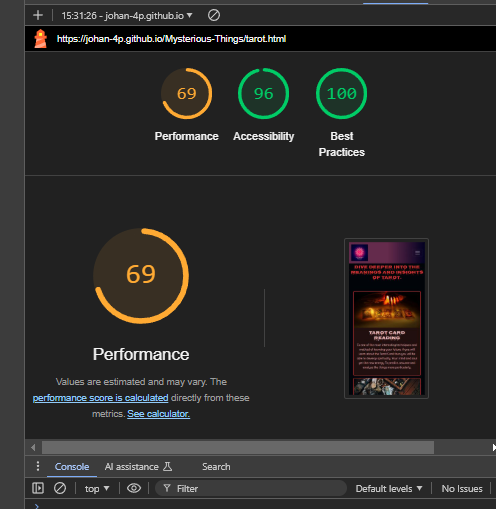 15:31:26 - johan-4p.github.io
https://johan-4p.github.io/Mysterious-Things/tarot.html
69
96
100
Performance
Accessibility
Best
Practices
69
Performance
Values are estimated and may vary. The
performance score is calculated directly from these
metrics. See calculator.
DIVE DEEPER INTO THE
MEANINGS AND INSIGHTS
OF TAROT.
TAROT CARD
READING
Console
AI assistance
Search
top
Filter
Default levels
No Issues